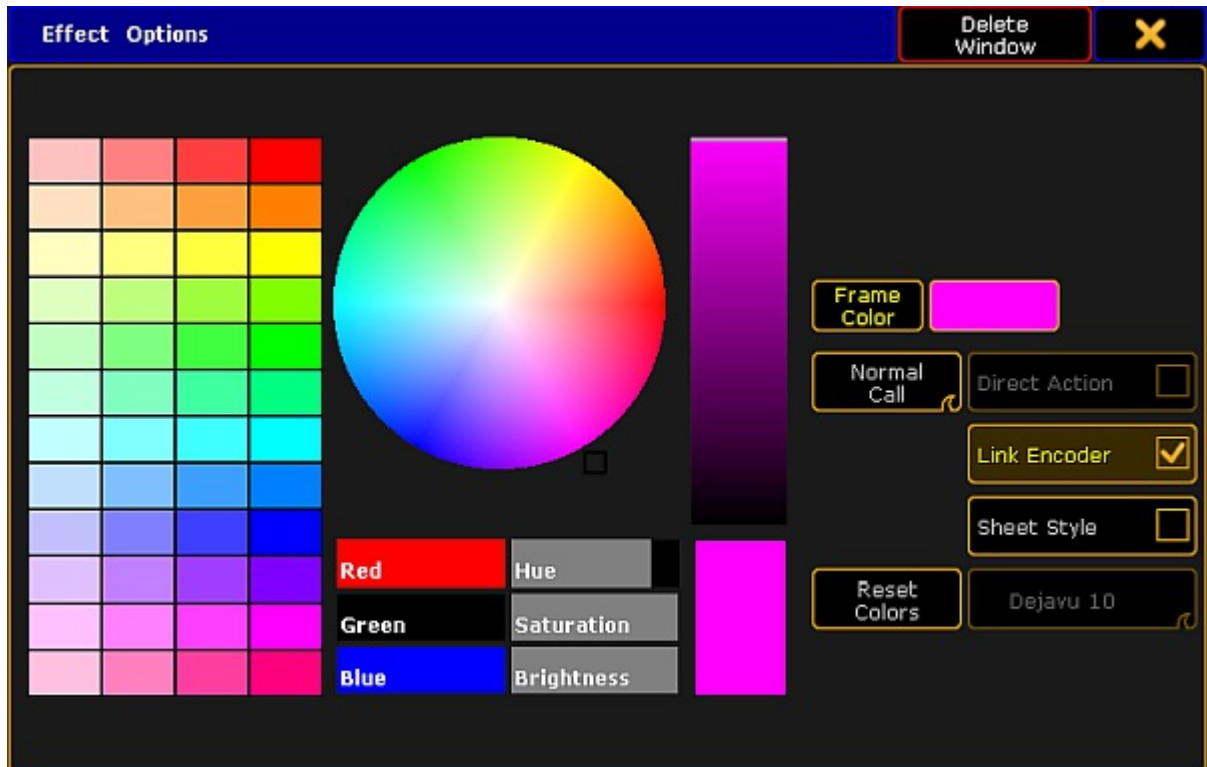 Effect Options
Delete
Window
Frame
Color
Normal
Call
Direct Action
Link Encoder
Sheet Style
Red
Hue
Green
Saturation
Blue
Brightness
Reset
Colors
Dejavu 10